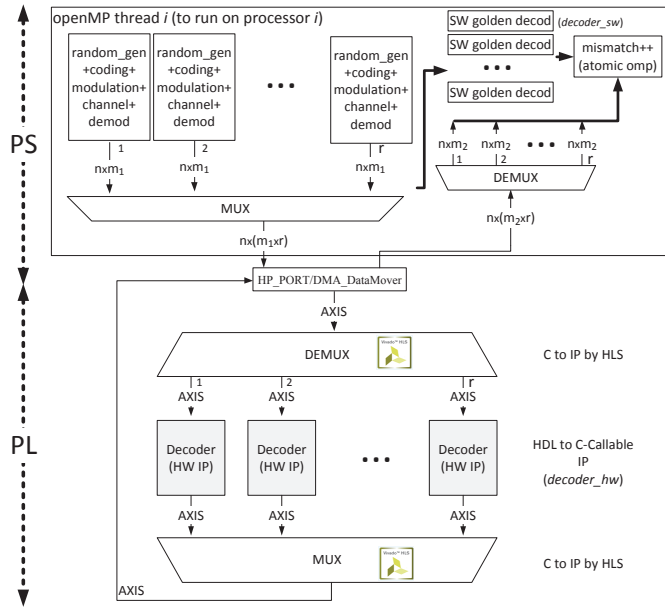 openMP thread i (to run on processor i)
SW golden decod (decoder_sw)
SW golden decod
SW golden decod
mismatch++
(atomic omp)
random_gen
+coding+
modulation+
channel+
demod
random_gen
+coding+
modulation+
channel+
demod
random_gen
+coding+
modulation+
channel+
demod
1
2
r
nxm1
nxm1
nxm1
nxm2
nxm2
nxm2
1
2
r
PS
MUX
DEMUX
nx(m1xr)
nx(m2xr)
HP_PORT/DMA_DataMover
AXIS
DEMUX
Vivado™ HLS
C to IP by HLS
1
2
r
AXIS
AXIS
AXIS
PL
Decoder
(HW IP)
Decoder
(HW IP)
Decoder
(HW IP)
HDL to C-Callable
IP
(decoder_hw)
AXIS
AXIS
AXIS
MUX
Vivado™ HLS
C to IP by HLS
AXIS